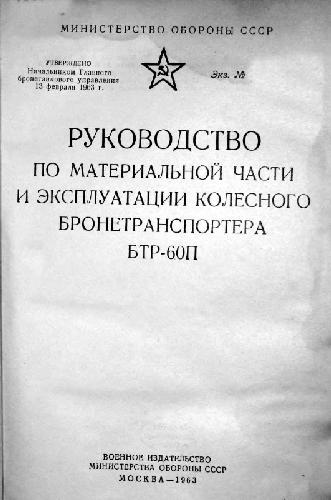 МИНИСТЕРСТВО ОБОРОНЫ СССР
УТВЕРЖДЕНО
Начальником Главного
бронетанкового управления
13 февраля 1963 г.
Экз. №
РУКОВОДСТВО
ПО МАТЕРИАЛЬНОЙ ЧАСТИ
И ЭКСПЛУАТАЦИИ КОЛЕСНОГО
БРОНЕТРАНСПОРТЕРА
БТР-60П
ВОЕННОЕ ИЗДАТЕЛЬСТВО
МИНИСТЕРСТВА ОБОРОНЫ СССР
МОСКВА—1963